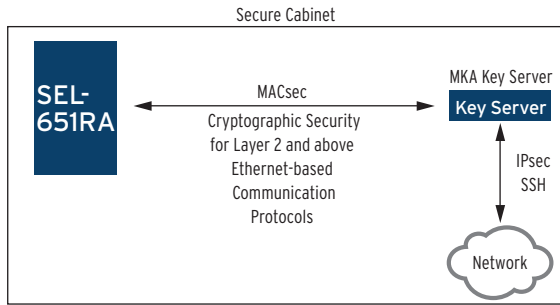 Secure Cabinet
SEL-
651RA
MACsec
Cryptographic Security
for Layer 2 and above
Ethernet-based
Communication
Protocols
MKA Key Server
Key Server
IPsec
SSH
Network